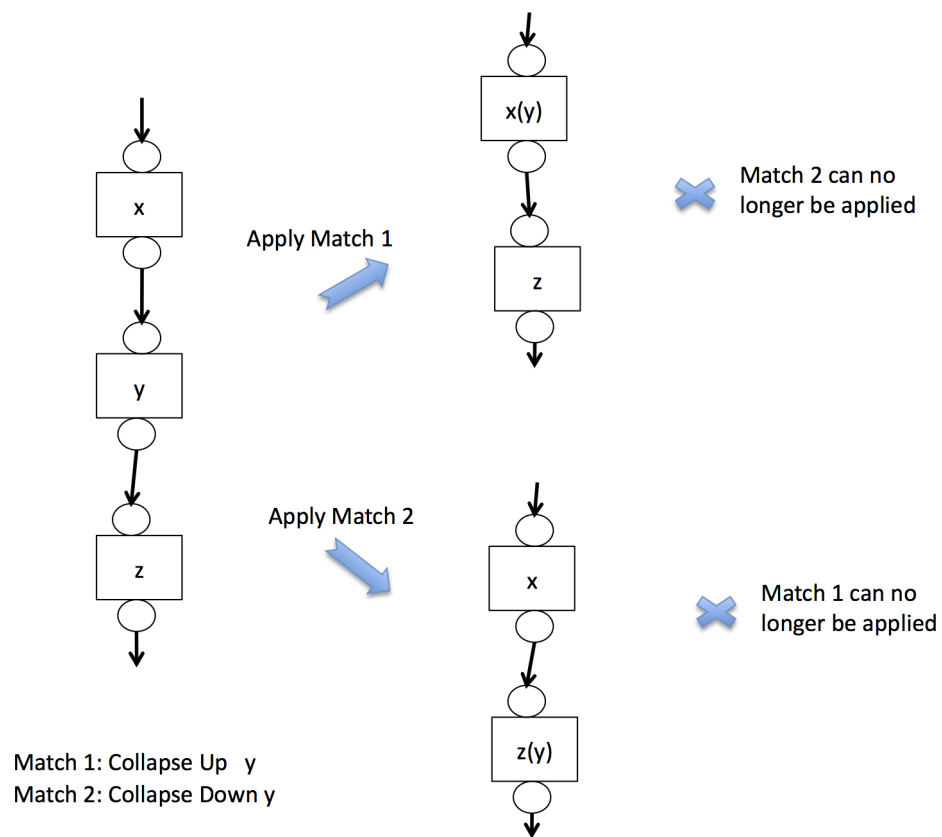 x
y
z
Match 1: Collapse Up y
Match 2: Collapse Down y
Apply Match 1
Apply Match 2
x(y)
z
Match 2 can no
longer be applied
x
z(y)
Match 1 can no
longer be applied